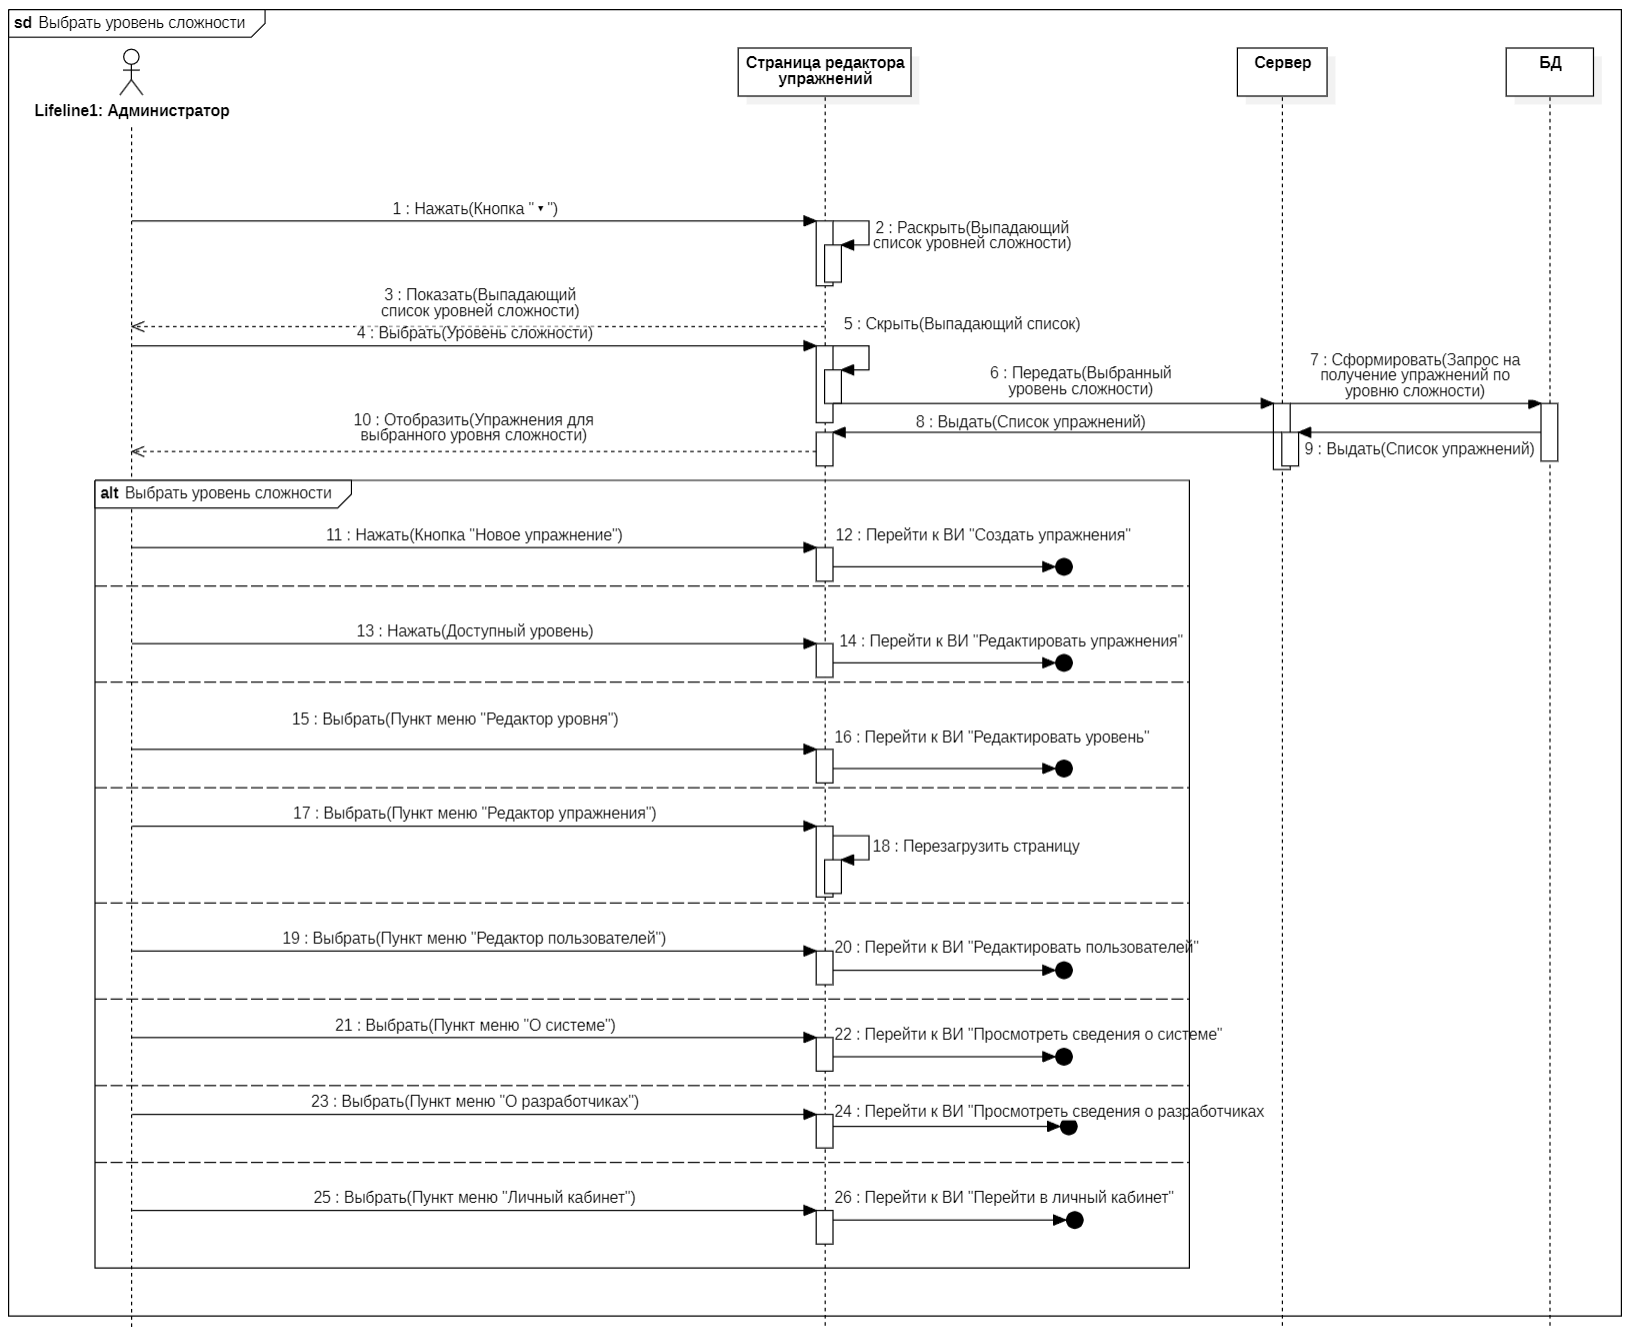 sd Выбрать уровень сложности
Lifeline1: Администратор
Страница редактора
упражнений
Сервер
БД
1 : Нажать(Кнопка " ▾ ")
2 : Раскрыть(Выпадающий
список уровней сложности)
3 : Показать(Выпадающий
список уровней сложности)
4 : Выбрать(Уровень сложности)
5 : Скрыть(Выпадающий список)
6 : Передать(Выбранный
уровень сложности)
7 : Сформировать(Запрос на
получение упражнений по
уровню сложности)
8 : Выдать(Список упражнений)
9 : Выдать(Список упражнений)
10 : Отобразить(Упражнения для
выбранного уровня сложности)
alt Выбрать уровень сложности
11 : Нажать(Кнопка "Новое упражнение")
12 : Перейти к ВИ "Создать упражнения"
13 : Нажать(Доступный уровень)
14 : Перейти к ВИ "Редактировать упражнения"
15 : Выбрать(Пункт меню "Редактор уровня")
16 : Перейти к ВИ "Редактировать уровень"
17 : Выбрать(Пункт меню "Редактор упражнения")
18 : Перезагрузить страницу
19 : Выбрать(Пункт меню "Редактор пользователей")
20 : Перейти к ВИ "Редактировать пользователей"
21 : Выбрать(Пункт меню "О системе")
22 : Перейти к ВИ "Просмотреть сведения о системе"
23 : Выбрать(Пункт меню "О разработчиках")
24 : Перейти к ВИ "Просмотреть сведения о разработчиках
25 : Выбрать(Пункт меню "Личный кабинет")
26 : Перейти к ВИ "Перейти в личный кабинет"